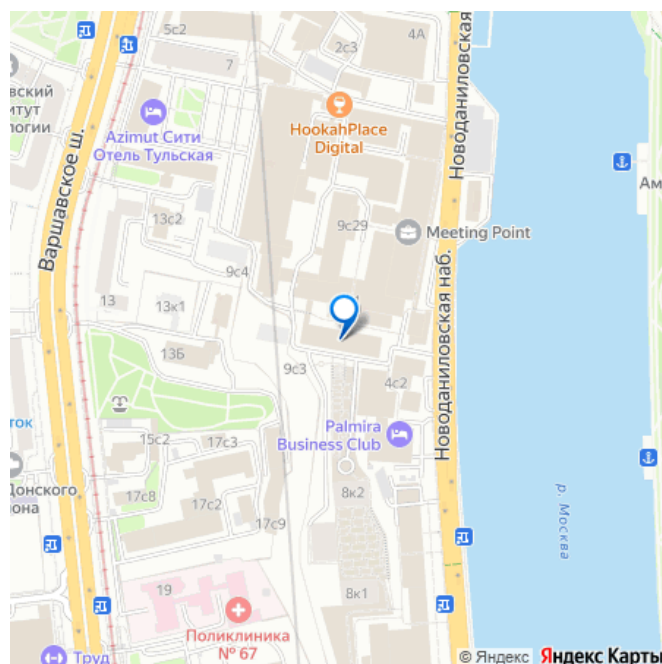 5с2
2с3
4А
7
вский
итут
логии
Azimut Сити
Отель Тульская
HookahPlace
Digital
Новоданиловская
Ам
Варшавское ш.
13с2
9с29
Meeting Point
9с4
13
13к1
Новоданиловская наб.
13Б
9с3
4с2
ток
Palmira
Business Club
15с2
17с3
Донского
она
17с8
17с2
8к2
р. Москва
17с9
19
8к1
Поликлиника
№ 67
Труд
© Яндекс Яндекс Карты